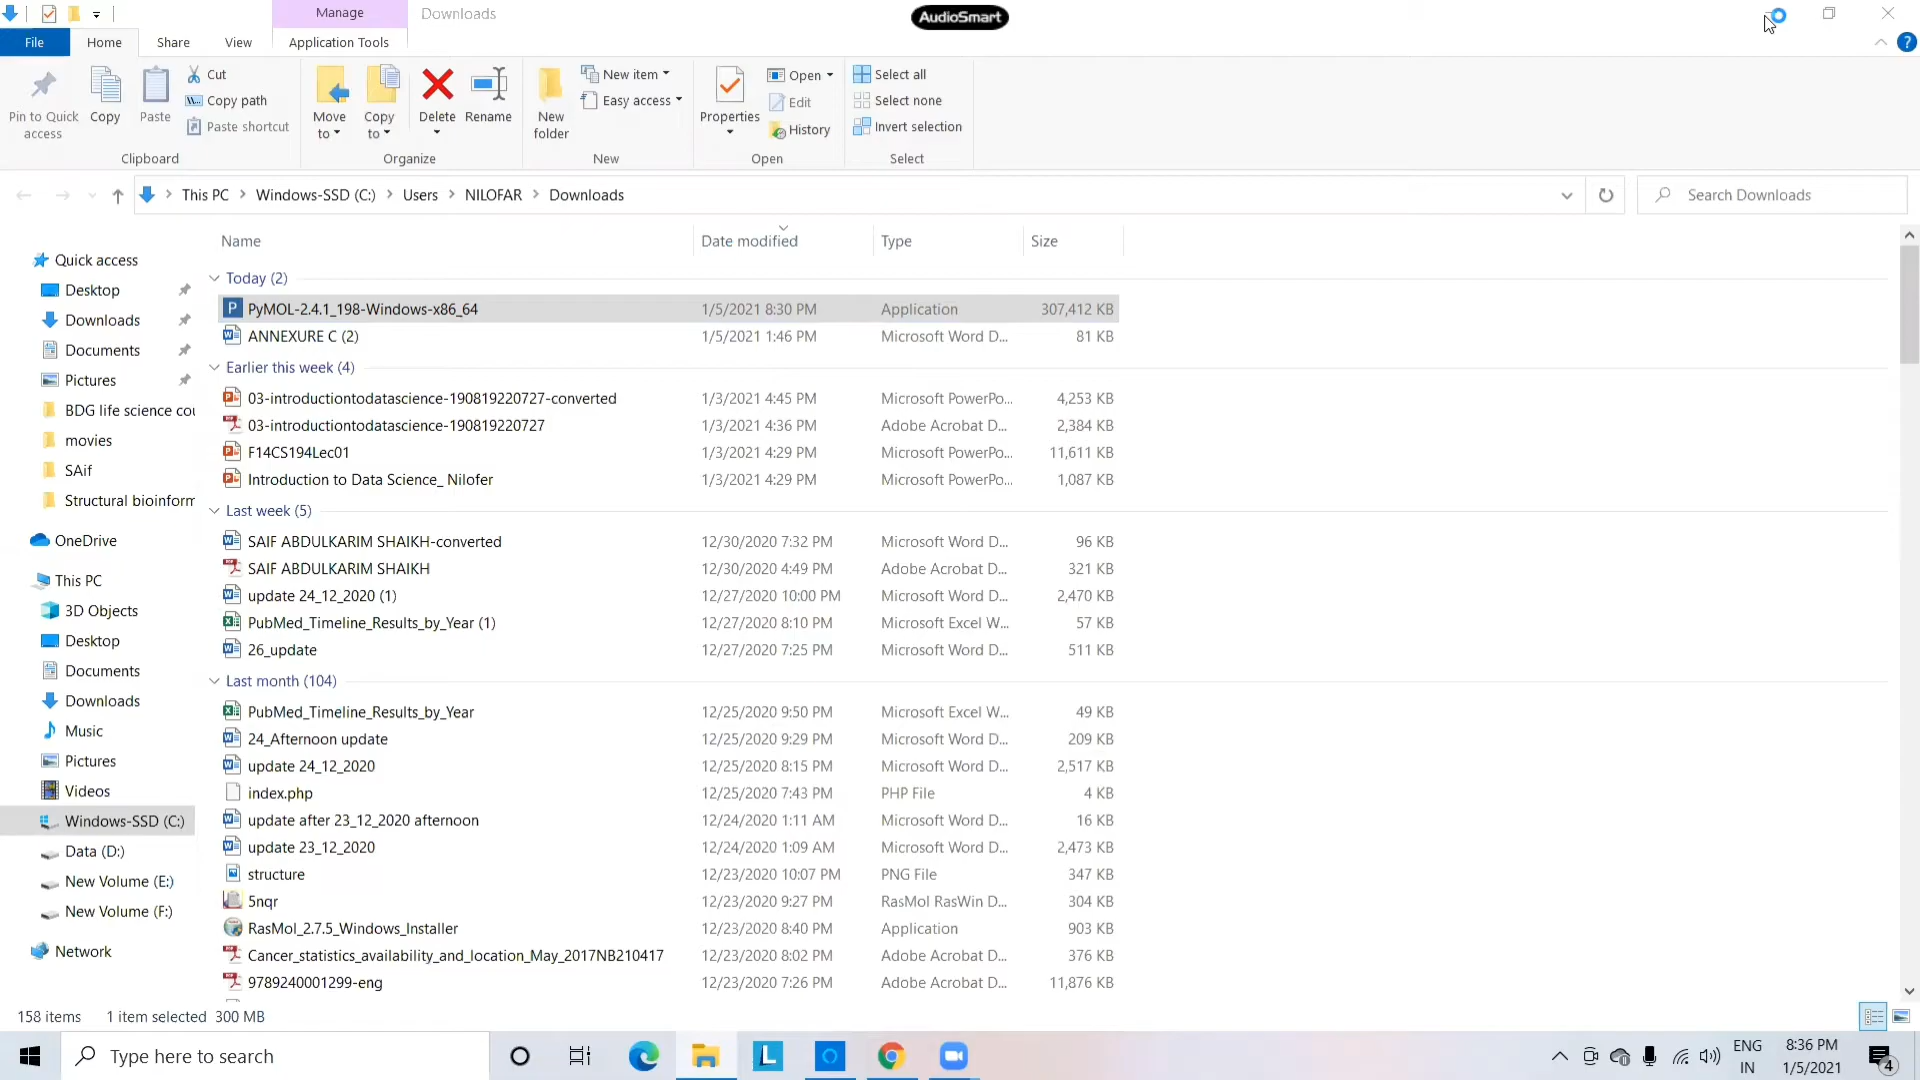 Manage
Downloads
AudioSmart
File
Home
Share
View
Application Tools
Pin to Quick access
Copy
Paste
Cut
Copy path
Paste shortcut
Clipboard
Move to
Copy to
Delete
Rename
Organize
New folder
New item
Easy access
New
Properties
Open
Edit
History
Open
Select all
Select none
Invert selection
Select
This PC
Windows-SSD (C:)
Users
NILOFAR
Downloads
Search Downloads
Name Date modified Type Size
Quick access
Desktop
Downloads
Documents
Pictures
BDG life science cou
movies
SAif
Structural bioinform
OneDrive
This PC
3D Objects
Desktop
Documents
Downloads
Music
Pictures
Videos
Windows-SSD (C:)
Data (D:)
New Volume (E:)
New Volume (F:)
Network
Today (2)
PyMOL-2.4.1_198-Windows-x86_64 1/5/2021 8:30 PM Application 307,412 KB
ANNEXURE C (2) 1/5/2021 1:46 PM Microsoft Word D... 81 KB
Earlier this week (4)
03-introductiontodatascience-190819220727-converted 1/3/2021 4:45 PM Microsoft PowerPo... 4,253 KB
03-introductiontodatascience-190819220727 1/3/2021 4:36 PM Adobe Acrobat D... 2,384 KB
F14CS194Lec01 1/3/2021 4:29 PM Microsoft PowerPo... 11,611 KB
Introduction to Data Science_ Nilofer 1/3/2021 4:29 PM Microsoft PowerPo... 1,087 KB
Last week (5)
SAIF ABDULKARIM SHAIKH-converted 12/30/2020 7:32 PM Microsoft Word D... 96 KB
SAIF ABDULKARIM SHAIKH 12/30/2020 4:49 PM Adobe Acrobat D... 321 KB
update 24_12_2020 (1) 12/27/2020 10:00 PM Microsoft Word D... 2,470 KB
PubMed_Timeline_Results_by_Year (1) 12/27/2020 8:10 PM Microsoft Excel W... 57 KB
26_update 12/27/2020 7:25 PM Microsoft Word D... 511 KB
Last month (104)
PubMed_Timeline_Results_by_Year 12/25/2020 9:50 PM Microsoft Excel W... 49 KB
24_Afternoon update 12/25/2020 9:29 PM Microsoft Word D... 209 KB
update 24_12_2020 12/25/2020 8:15 PM Microsoft Word D... 2,517 KB
index.php 12/25/2020 7:43 PM PHP File 4 KB
update after 23_12_2020 afternoon 12/24/2020 1:11 AM Microsoft Word D... 16 KB
update 23_12_2020 12/24/2020 1:09 AM Microsoft Word D... 2,473 KB
structure 12/23/2020 10:07 PM PNG File 347 KB
5nqr 12/23/2020 9:27 PM RasMol RasWin D... 304 KB
RasMol_2.7.5_Windows_Installer 12/23/2020 8:40 PM Application 903 KB
Cancer_statistics_availability_and_location_May_2017NB210417 12/23/2020 8:02 PM Adobe Acrobat D... 376 KB
9789240001299-eng 12/23/2020 7:26 PM Adobe Acrobat D... 11,876 KB
158 items 1 item selected 300 MB
Type here to search
ENG
IN
8:36 PM
1/5/2021
4